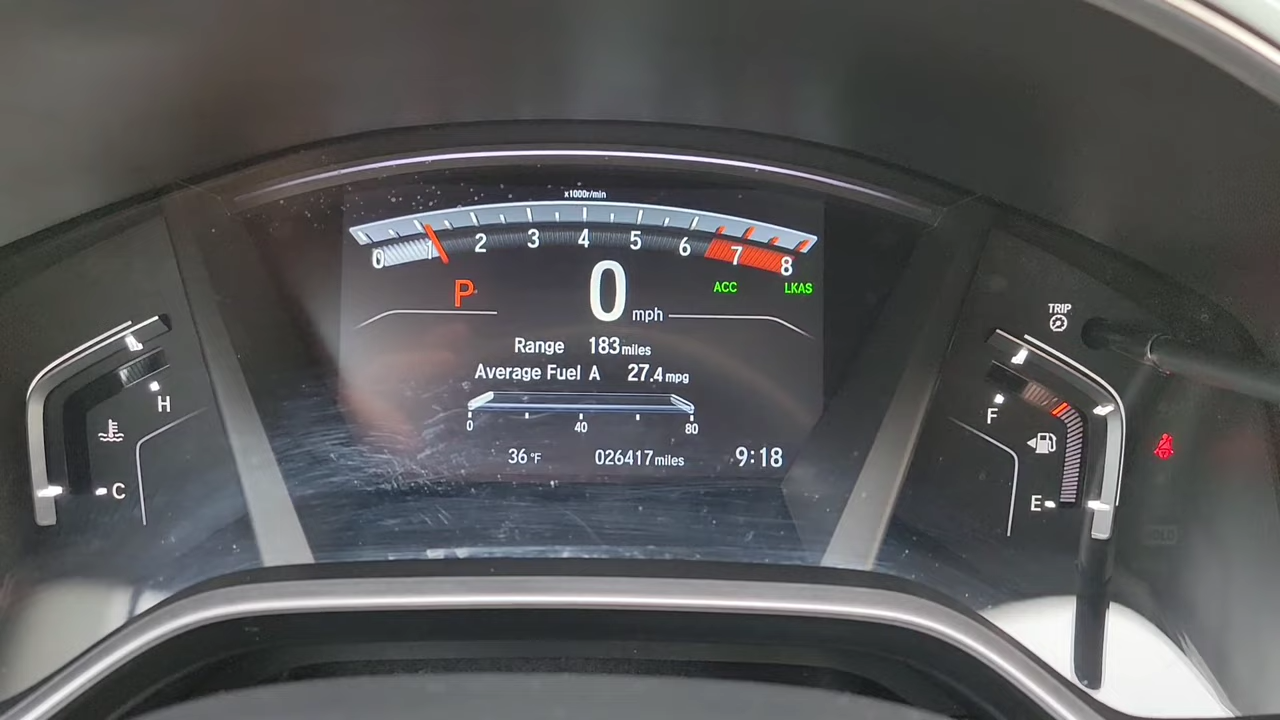 x1000r/min
0 1 2 3 4 5 6 7 8
P 0 mph ACC LKAS
Range 183 miles
Average Fuel A 27.4 mpg
0 40 80
36 °F 026417 miles 9:18
H
C
TRIP
F
E
HOLD